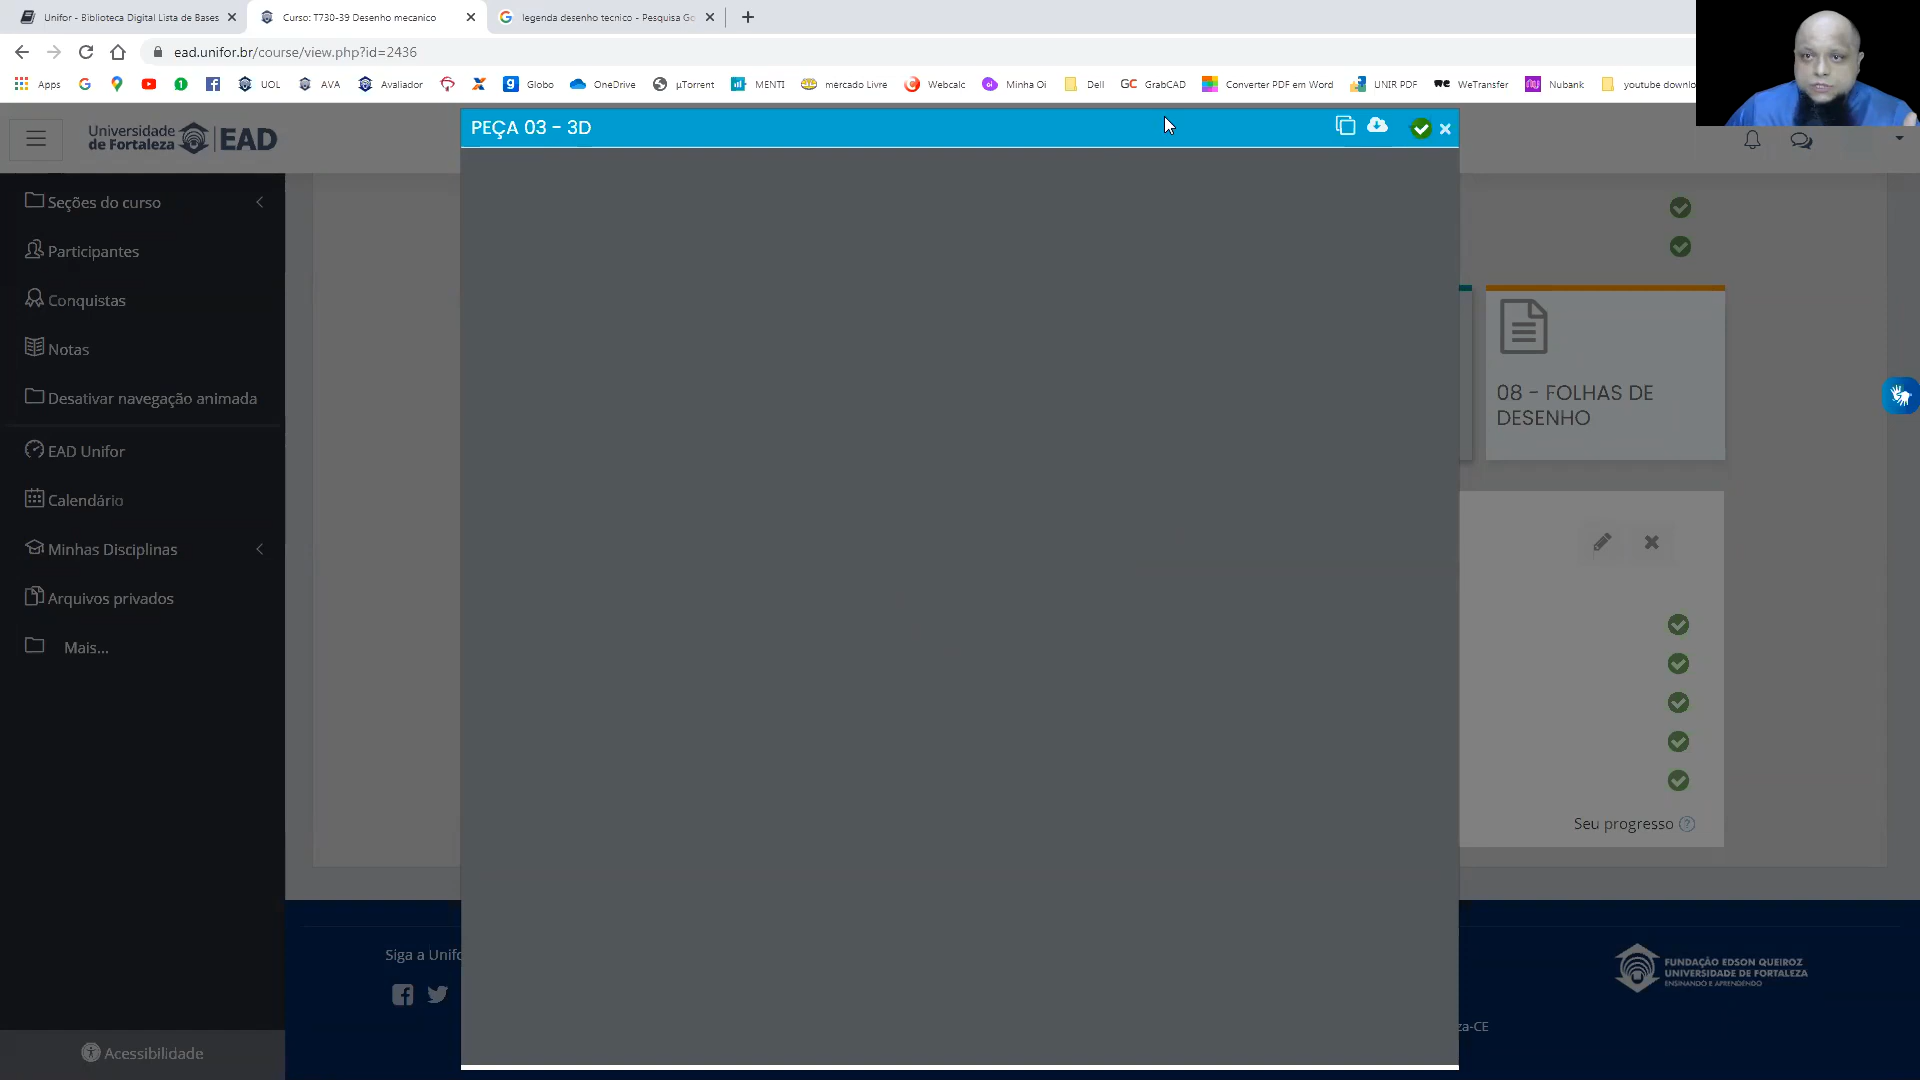 Unifor - Biblioteca Digital Lista de Bases
Curso: T730-39 Desenho mecanico
legenda desenho tecnico - Pesquisa Go
ead.unifor.br/course/view.php?id=2436
Apps
UOL
AVA
Avaliador
Globo
OneDrive
µTorrent
MENTI
mercado Livre
Webcalc
Minha Oi
Dell
GrabCAD
Converter PDF em Word
UNIR PDF
WeTransfer
Nubank
youtube downlo
Universidade
de Fortaleza
EAD
PEÇA 03 - 3D
Seções do curso
Participantes
Conquistas
Notas
Desativar navegação animada
EAD Unifor
Calendário
Minhas Disciplinas
Arquivos privados
Mais...
Acessibilidade
08 - FOLHAS DE
DESENHO
Seu progresso
Siga a Unifo
FUNDAÇÃO EDSON QUEIROZ
UNIVERSIDADE DE FORTALEZA
ENSINANDO E APRENDENDO
za-CE